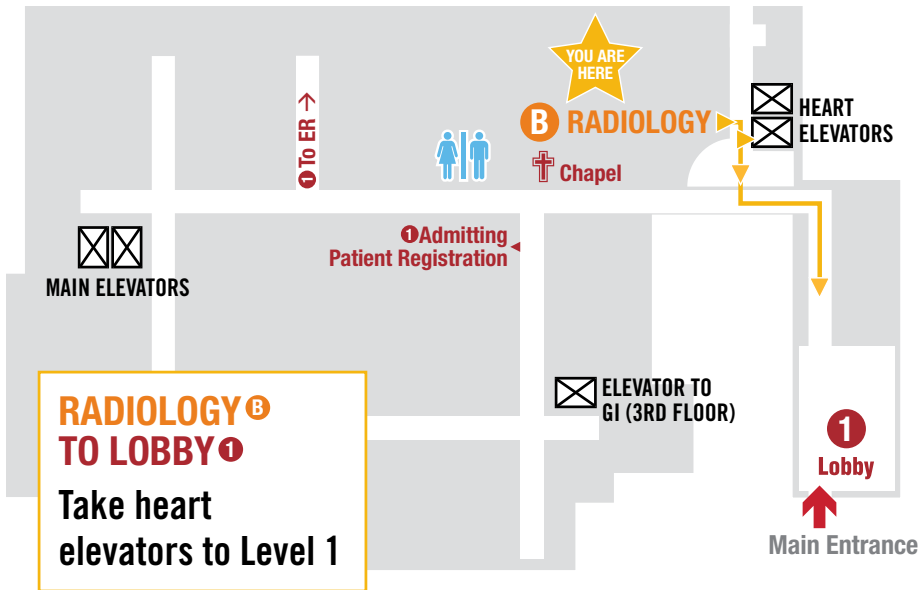 YOU ARE
HERE
B RADIOLOGY
HEART
ELEVATORS
1 To ER →
Chapel
1 Admitting
Patient Registration
MAIN ELEVATORS
ELEVATOR TO
GI (3RD FLOOR)
RADIOLOGY B
TO LOBBY 1
Take heart
elevators to Level 1
1
Lobby
Main Entrance